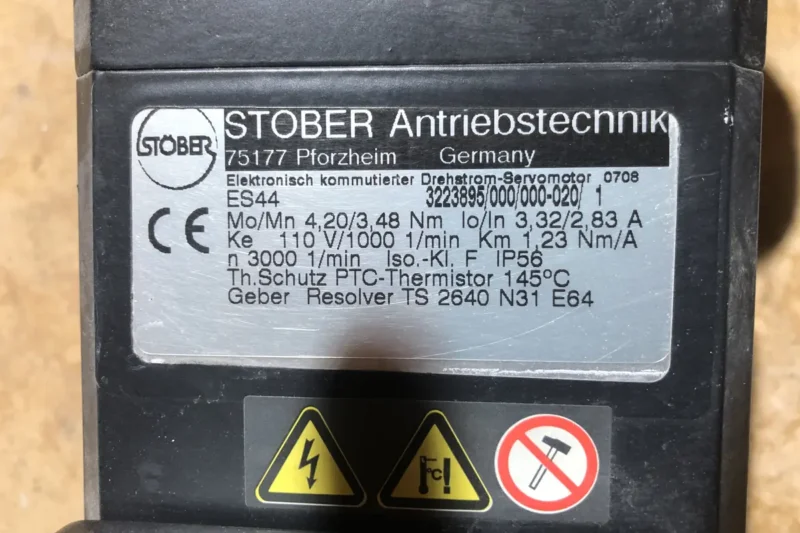 STÖBER
STÖBER Antriebstechnik
75177 Pforzheim Germany
Elektronisch kommutierter Drehstrom-Servomotor 0708
ES44 3223895/000/000-020/ 1
CE Mo/Mn 4,20/3,48 Nm Io/In 3,32/2,83 A
Ke 110 V/1000 1/min Km 1,23 Nm/A
n 3000 1/min Iso.-Kl. F IP56
Th.Schutz PTC-Thermistor 145°C
Geber Resolver TS 2640 N31 E64
°C!